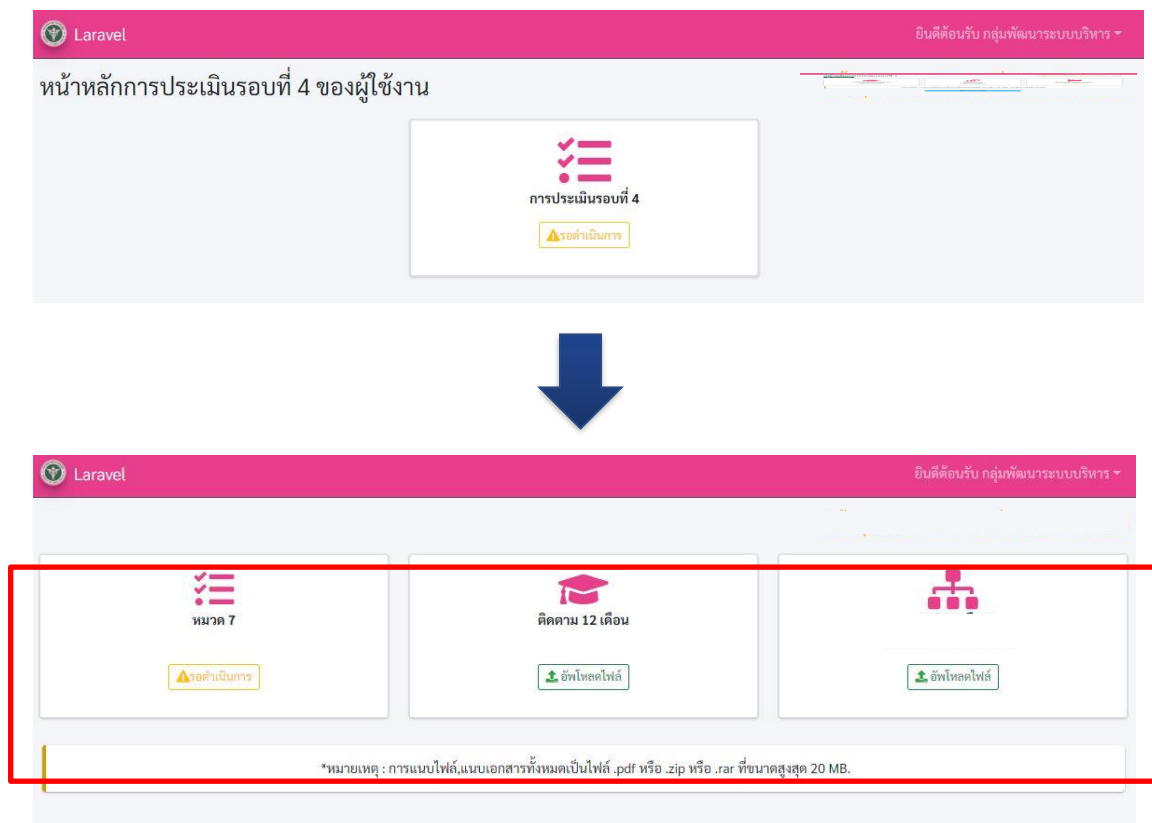 Laravel
ยินดีต้อนรับ กลุ่มพัฒนาระบบบริหาร
หน้าหลักการประเมินรอบที่ 4 ของผู้ใช้งาน
การประเมินรอบที่ 4
รอดำเนินการ
Laravel
ยินดีต้อนรับ กลุ่มพัฒนาระบบบริหาร
หมวด 7
ติดตาม 12 เดือน
รอดำเนินการ
อัพโหลดไฟล์
อัพโหลดไฟล์
*หมายเหตุ : การแนบไฟล์,แนบเอกสารทั้งหมดเป็นไฟล์ .pdf หรือ .zip หรือ .rar ที่ขนาดสูงสุด 20 MB.